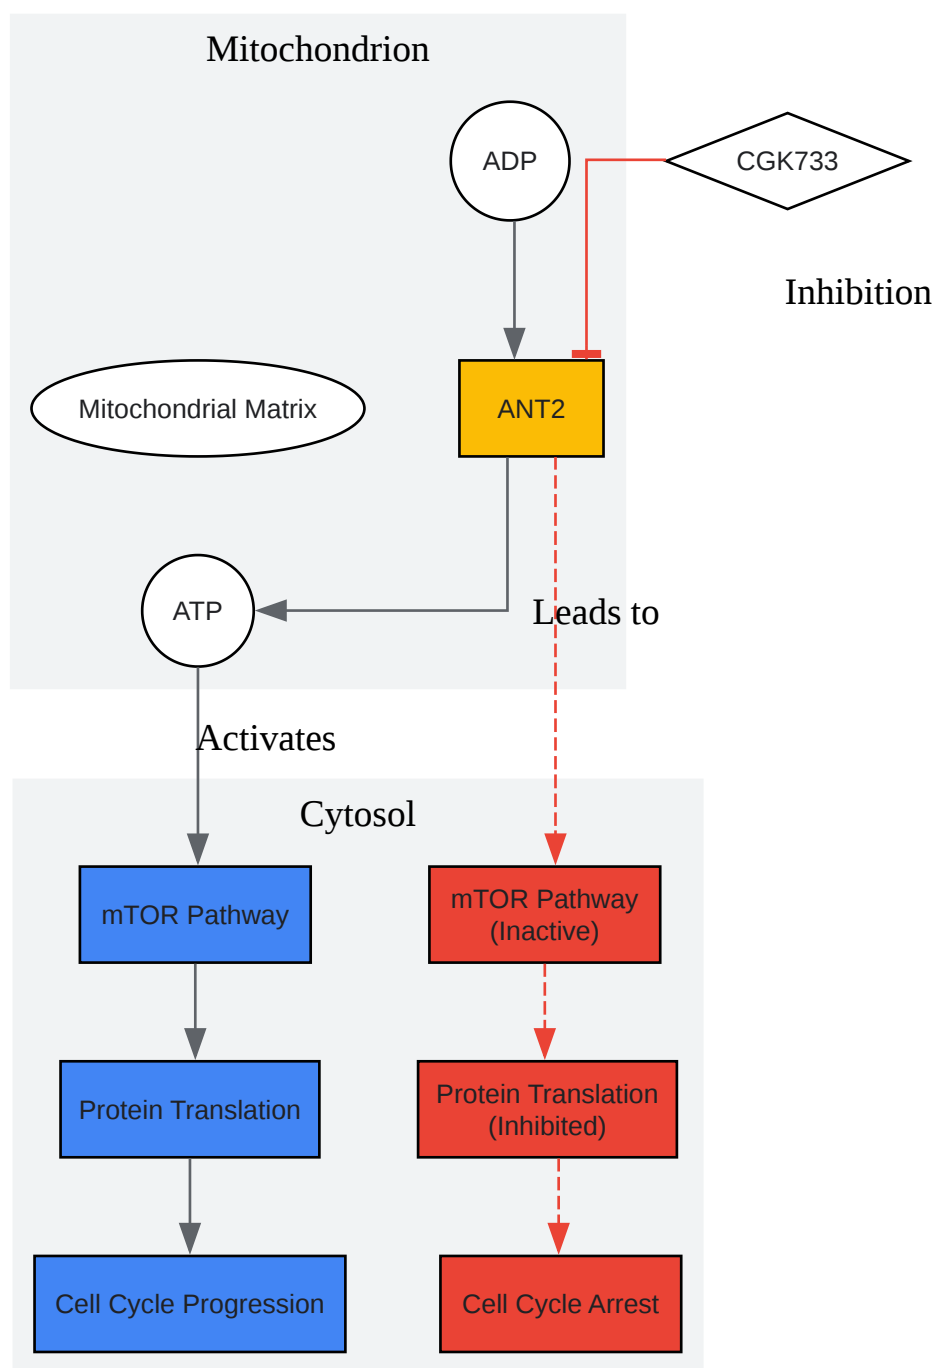 Mitochondrion
ADP
CGK733
Inhibition
Mitochondrial Matrix
ANT2
ATP
Leads to
Activates
Cytosol
mTOR Pathway
mTOR Pathway
(Inactive)
Protein Translation
Protein Translation
(Inhibited)
Cell Cycle Progression
Cell Cycle Arrest